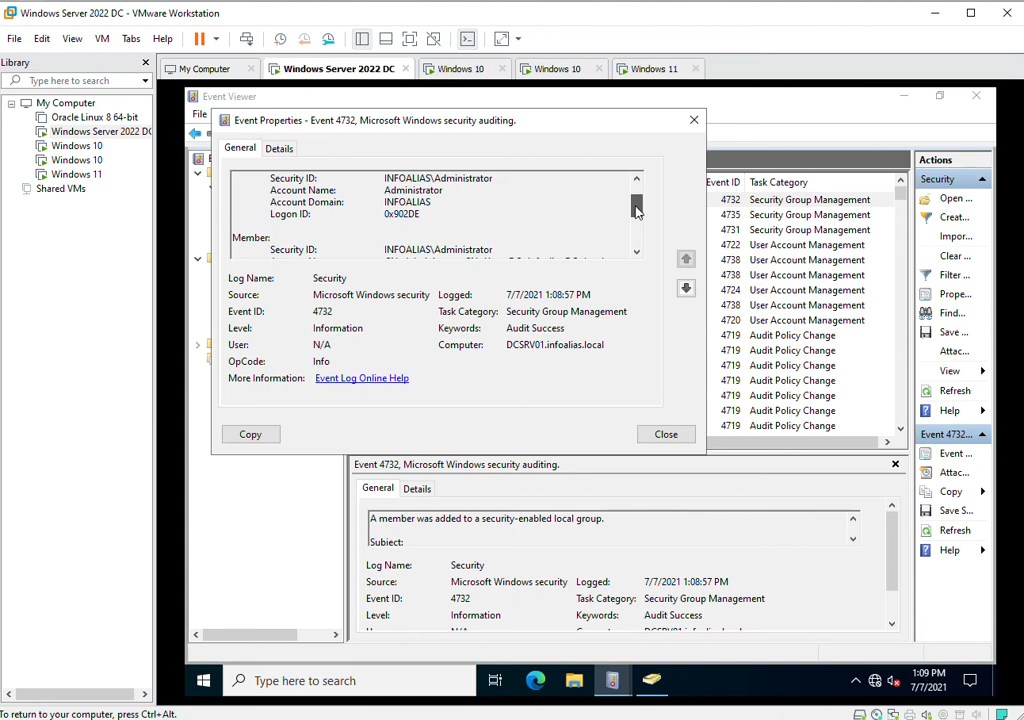 Windows Server 2022 DC - VMware Workstation
File Edit View VM Tabs Help
Library
Type here to search
My Computer
Oracle Linux 8 64-bit
Windows Server 2022 DC
Windows 10
Windows 10
Windows 11
Shared VMs
My Computer
Windows Server 2022 DC
Windows 10
Windows 10
Windows 11
Event Viewer
File
Event Properties - Event 4732, Microsoft Windows security auditing.
General Details
Security ID: INFOALIAS\Administrator
Account Name: Administrator
Account Domain: INFOALIAS
Logon ID: 0x902DE
Member:
Security ID: INFOALIAS\Administrator
Log Name: Security
Source: Microsoft Windows security Logged: 7/7/2021 1:08:57 PM
Event ID: 4732 Task Category: Security Group Management
Level: Information Keywords: Audit Success
User: N/A Computer: DCSRV01.infoalias.local
OpCode: Info
More Information: Event Log Online Help
Copy Close
Event ID Task Category
4732 Security Group Management
4735 Security Group Management
4731 Security Group Management
4722 User Account Management
4738 User Account Management
4738 User Account Management
4724 User Account Management
4738 User Account Management
4720 User Account Management
4719 Audit Policy Change
4719 Audit Policy Change
4719 Audit Policy Change
4719 Audit Policy Change
4719 Audit Policy Change
4719 Audit Policy Change
4719 Audit Policy Change
Actions
Security
Open ...
Creat...
Impor...
Clear ...
Filter ...
Prope...
Find...
Save ...
Attac...
View
Refresh
Help
Event 4732...
Event ...
Attac...
Copy
Save S...
Refresh
Help
Event 4732, Microsoft Windows security auditing.
General Details
A member was added to a security-enabled local group.
Subject:
Log Name: Security
Source: Microsoft Windows security Logged: 7/7/2021 1:08:57 PM
Event ID: 4732 Task Category: Security Group Management
Level: Information Keywords: Audit Success
Type here to search
1:09 PM
7/7/2021
To return to your computer, press Ctrl+Alt.